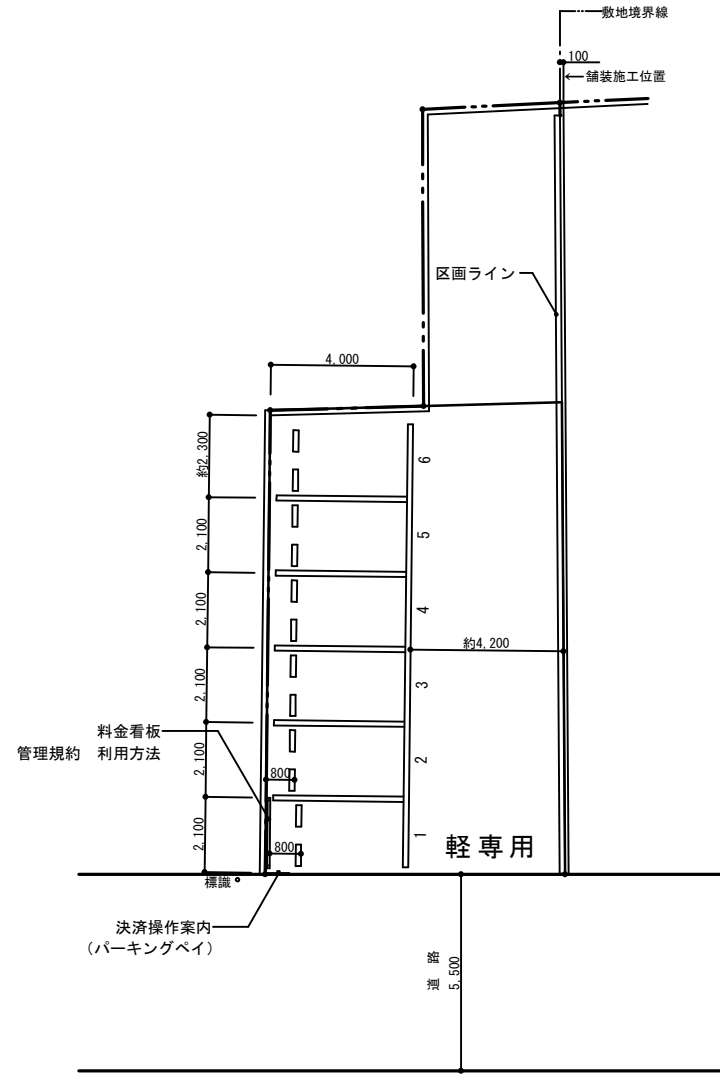 敷地境界線
100
舗装施工位置
区画ライン
4,000
約2,300
6
2,100
5
2,100
4
約4,200
2,100
3
料金看板
管理規約　利用方法
2,100
2
800
2,100
1
軽専用
800
標識
決済操作案内
（パーキングペイ）
道路
5,500